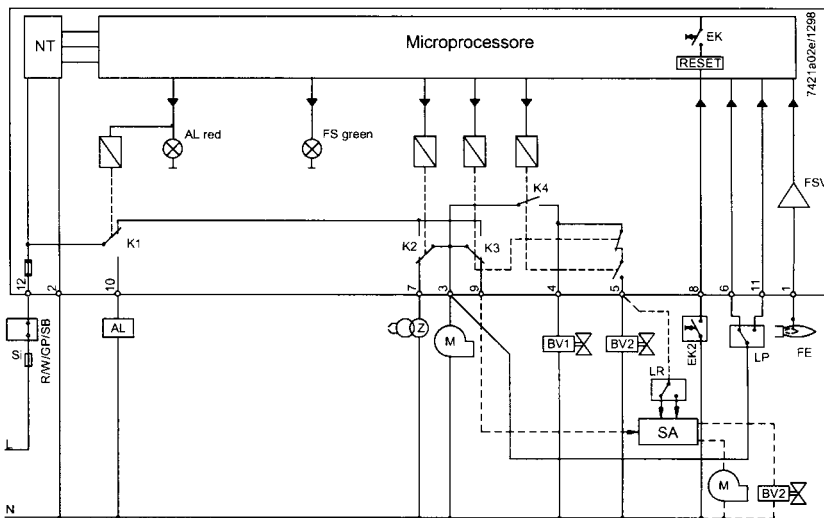 7421a02e/1298
NT
Microprocessore
EK
RESET
AL red
FS green
FSV
K4
K1
K2
K3
12
2
10
7
3
9
4
5
8
6
11
1
Si
R/W/GP/SB
AL
Z
M
BV1
BV2
EK2
LP
FE
LR
SA
L
M
BV2
N